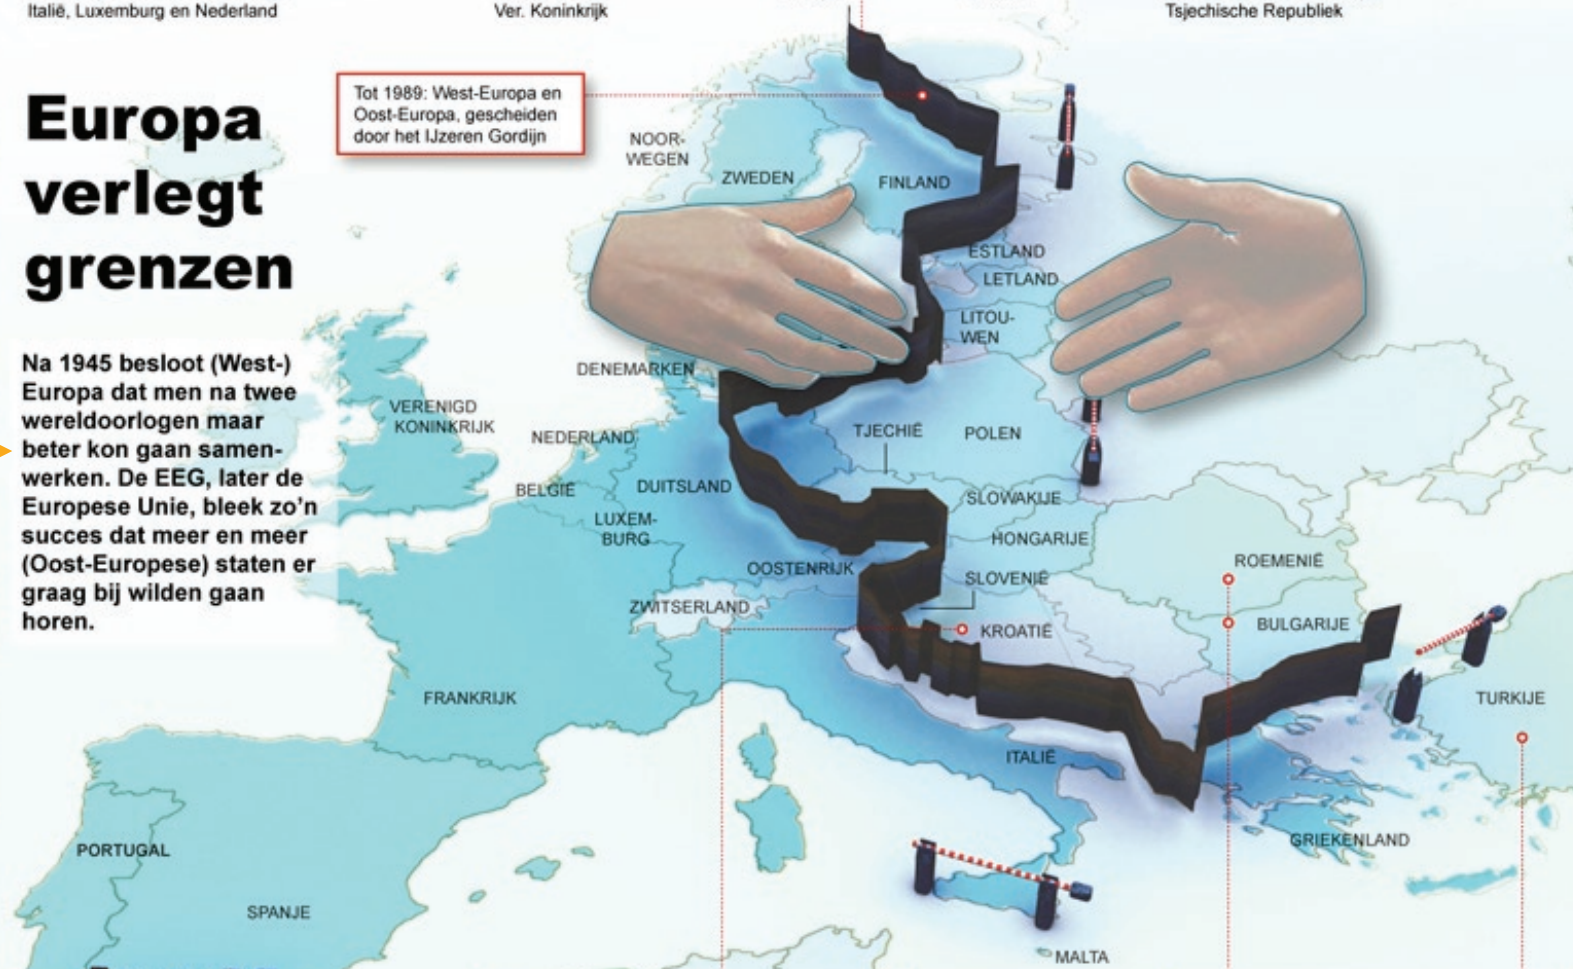 Italië, Luxemburg en Nederland
Ver. Koninkrijk
Tsjechische Republiek
Europa
verlegt
grenzen
Tot 1989: West-Europa en
Oost-Europa, gescheiden
door het IJzeren Gordijn
Na 1945 besloot (West-)
Europa dat men na twee
wereldoorlogen maar
beter kon gaan samen-
werken. De EEG, later de
Europese Unie, bleek zo'n
succes dat meer en meer
(Oost-Europese) staten er
graag bij wilden gaan
horen.
NOOR-
WEGEN
ZWEDEN
FINLAND
ESTLAND
LETLAND
LITOU-
WEN
DENEMARKEN
VERENIGD
KONINKRIJK
NEDERLAND
TJECHIË
POLEN
BELGIË
DUITSLAND
SLOWAKIJE
LUXEM-
BURG
HONGARIJE
OOSTENRIJK
ROEMENIË
SLOVENIË
ZWITSERLAND
KROATIË
BULGARIJE
FRANKRIJK
TURKIJE
ITALIË
PORTUGAL
GRIEKENLAND
SPANJE
MALTA